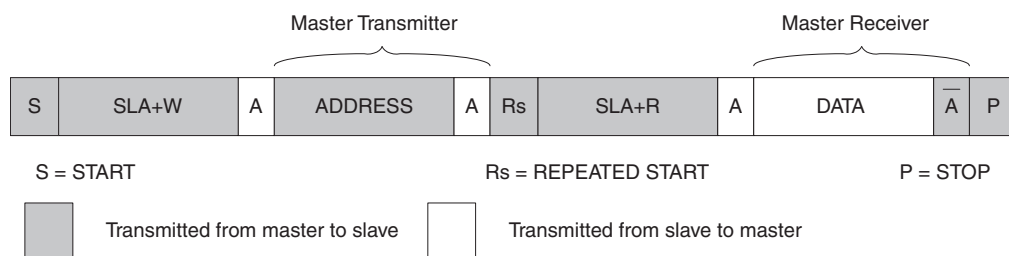 Master Transmitter Master Receiver
S SLA+W A ADDRESS A Rs SLA+R A DATA A̅ P
S = START Rs = REPEATED START P = STOP
Transmitted from master to slave Transmitted from slave to master